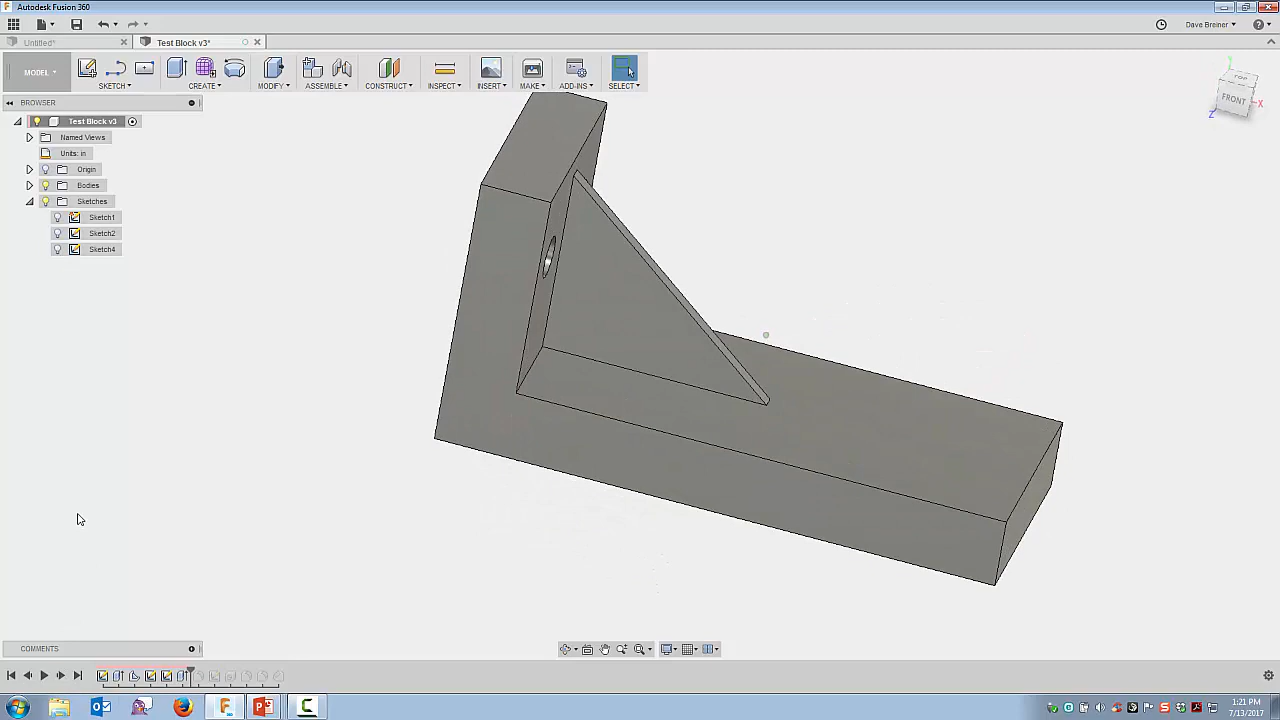 Autodesk Fusion 360
Dave Breiner
Untitled*
Test Block v3*
MODEL
SKETCH
CREATE
MODIFY
ASSEMBLE
CONSTRUCT
INSPECT
INSERT
MAKE
ADD-INS
SELECT
TOP
FRONT
Y
X
Z
BROWSER
Test Block v3
Named Views
Units: in
Origin
Bodies
Sketches
Sketch1
Sketch2
Sketch4
COMMENTS
1:21 PM
7/13/2017